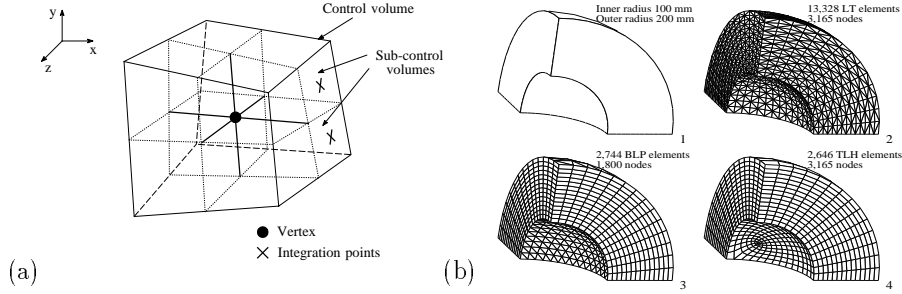 y
x
z
Control volume
Sub-control
volumes
Vertex
Integration points
(a)
Inner radius 100 mm
Outer radius 200 mm
1
13,328 LT elements
3,165 nodes
2
2,744 BLP elements
1,800 nodes
3
2,646 TLH elements
3,165 nodes
4
(b)